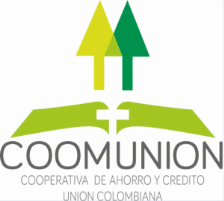 COOMUNION
COOPERATIVA DE AHORRO Y CREDITO
UNION COLOMBIANA